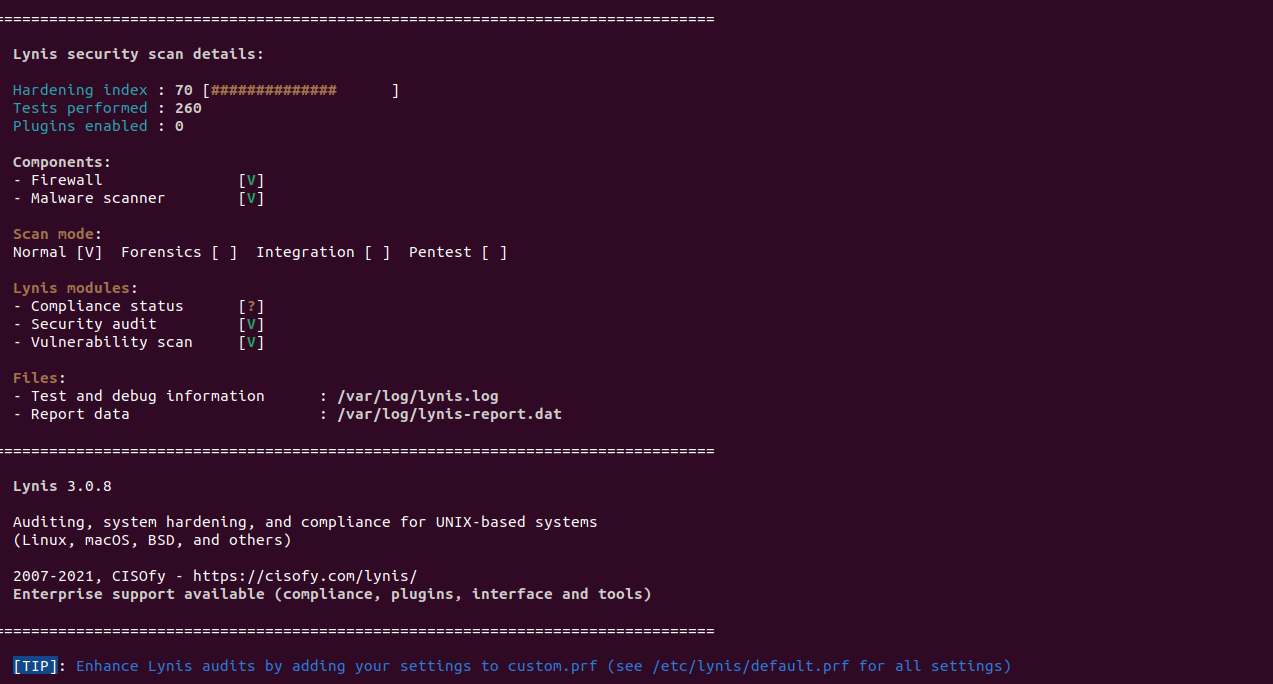 ================================================================================
Lynis security scan details:
Hardening index : 70 [##############      ]
Tests performed : 260
Plugins enabled : 0
Components:
- Firewall               [V]
- Malware scanner        [V]
Scan mode:
Normal [V]  Forensics [ ]  Integration [ ]  Pentest [ ]
Lynis modules:
- Compliance status      [?]
- Security audit         [V]
- Vulnerability scan     [V]
Files:
- Test and debug information      : /var/log/lynis.log
- Report data                     : /var/log/lynis-report.dat
================================================================================
Lynis 3.0.8
Auditing, system hardening, and compliance for UNIX-based systems
(Linux, macOS, BSD, and others)
2007-2021, CISOfy - https://cisofy.com/lynis/
Enterprise support available (compliance, plugins, interface and tools)
================================================================================
[TIP]: Enhance Lynis audits by adding your settings to custom.prf (see /etc/lynis/default.prf for all settings)